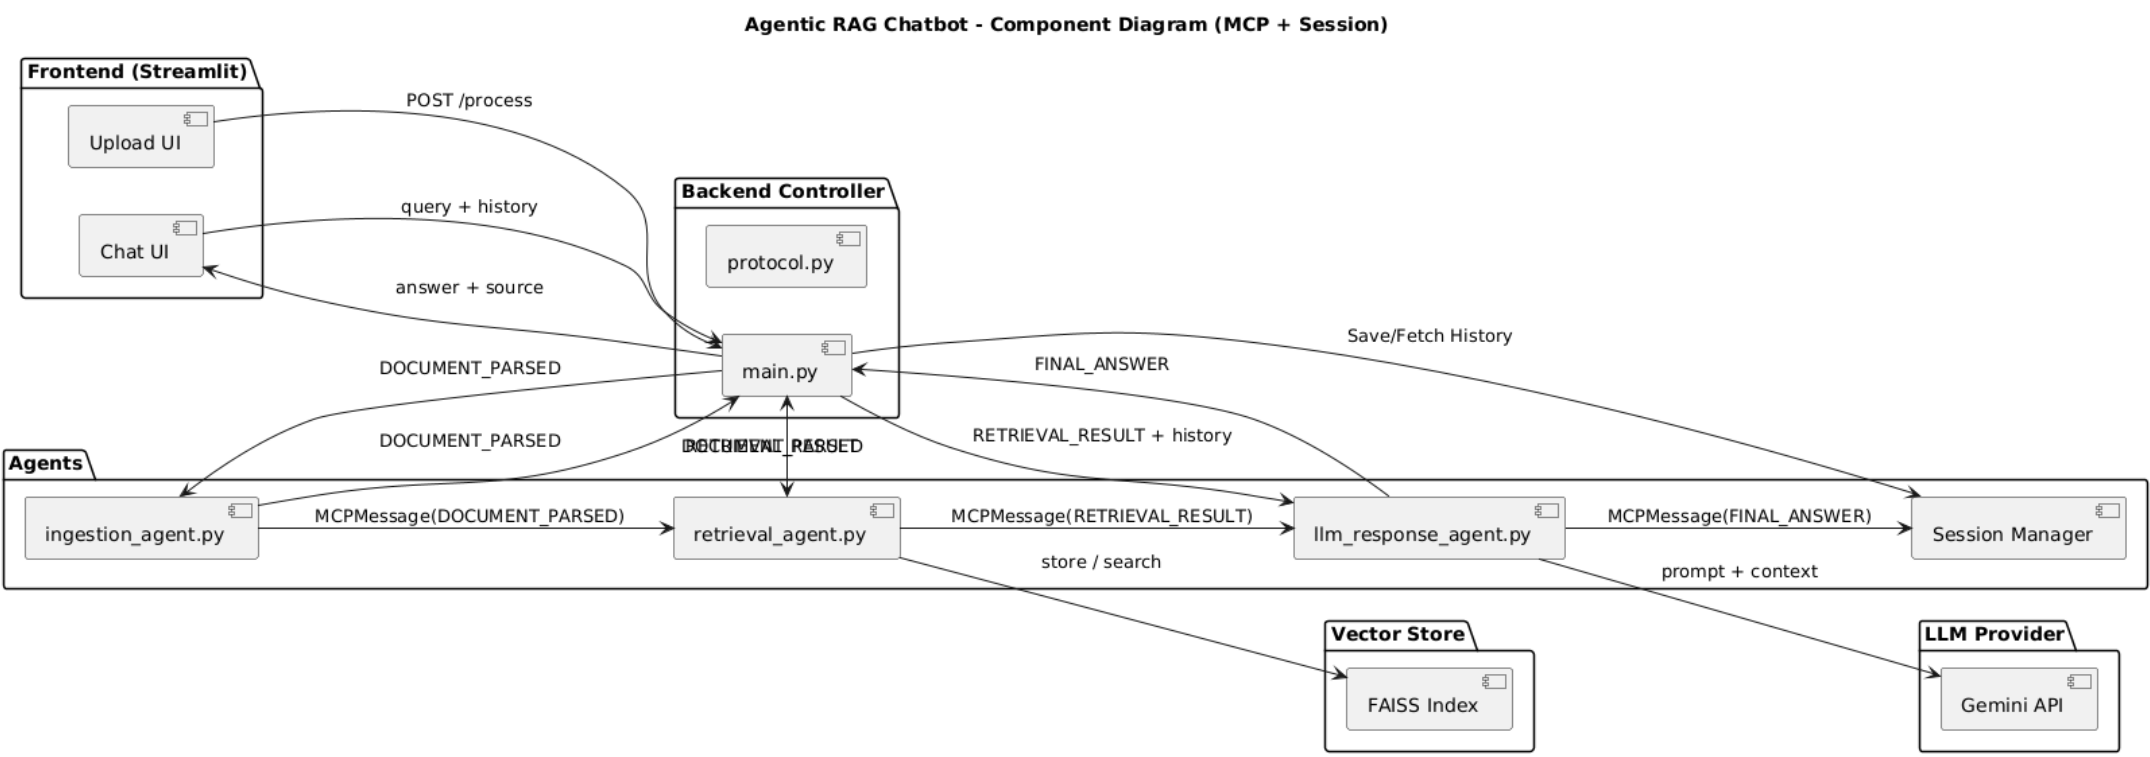 Agentic RAG Chatbot - Component Diagram (MCP + Session)
Frontend (Streamlit)
Upload UI
POST /process
Chat UI
query + history
answer + source
Backend Controller
protocol.py
main.py
Save/Fetch History
FINAL_ANSWER
DOCUMENT_PARSED
DOCUMENT_PARSED
DOCUMENT_PARSED
RETRIEVAL_RESULT
RETRIEVAL_RESULT + history
Agents
ingestion_agent.py
MCPMessage(DOCUMENT_PARSED)
retrieval_agent.py
MCPMessage(RETRIEVAL_RESULT)
llm_response_agent.py
MCPMessage(FINAL_ANSWER)
Session Manager
store / search
prompt + context
Vector Store
FAISS Index
LLM Provider
Gemini API